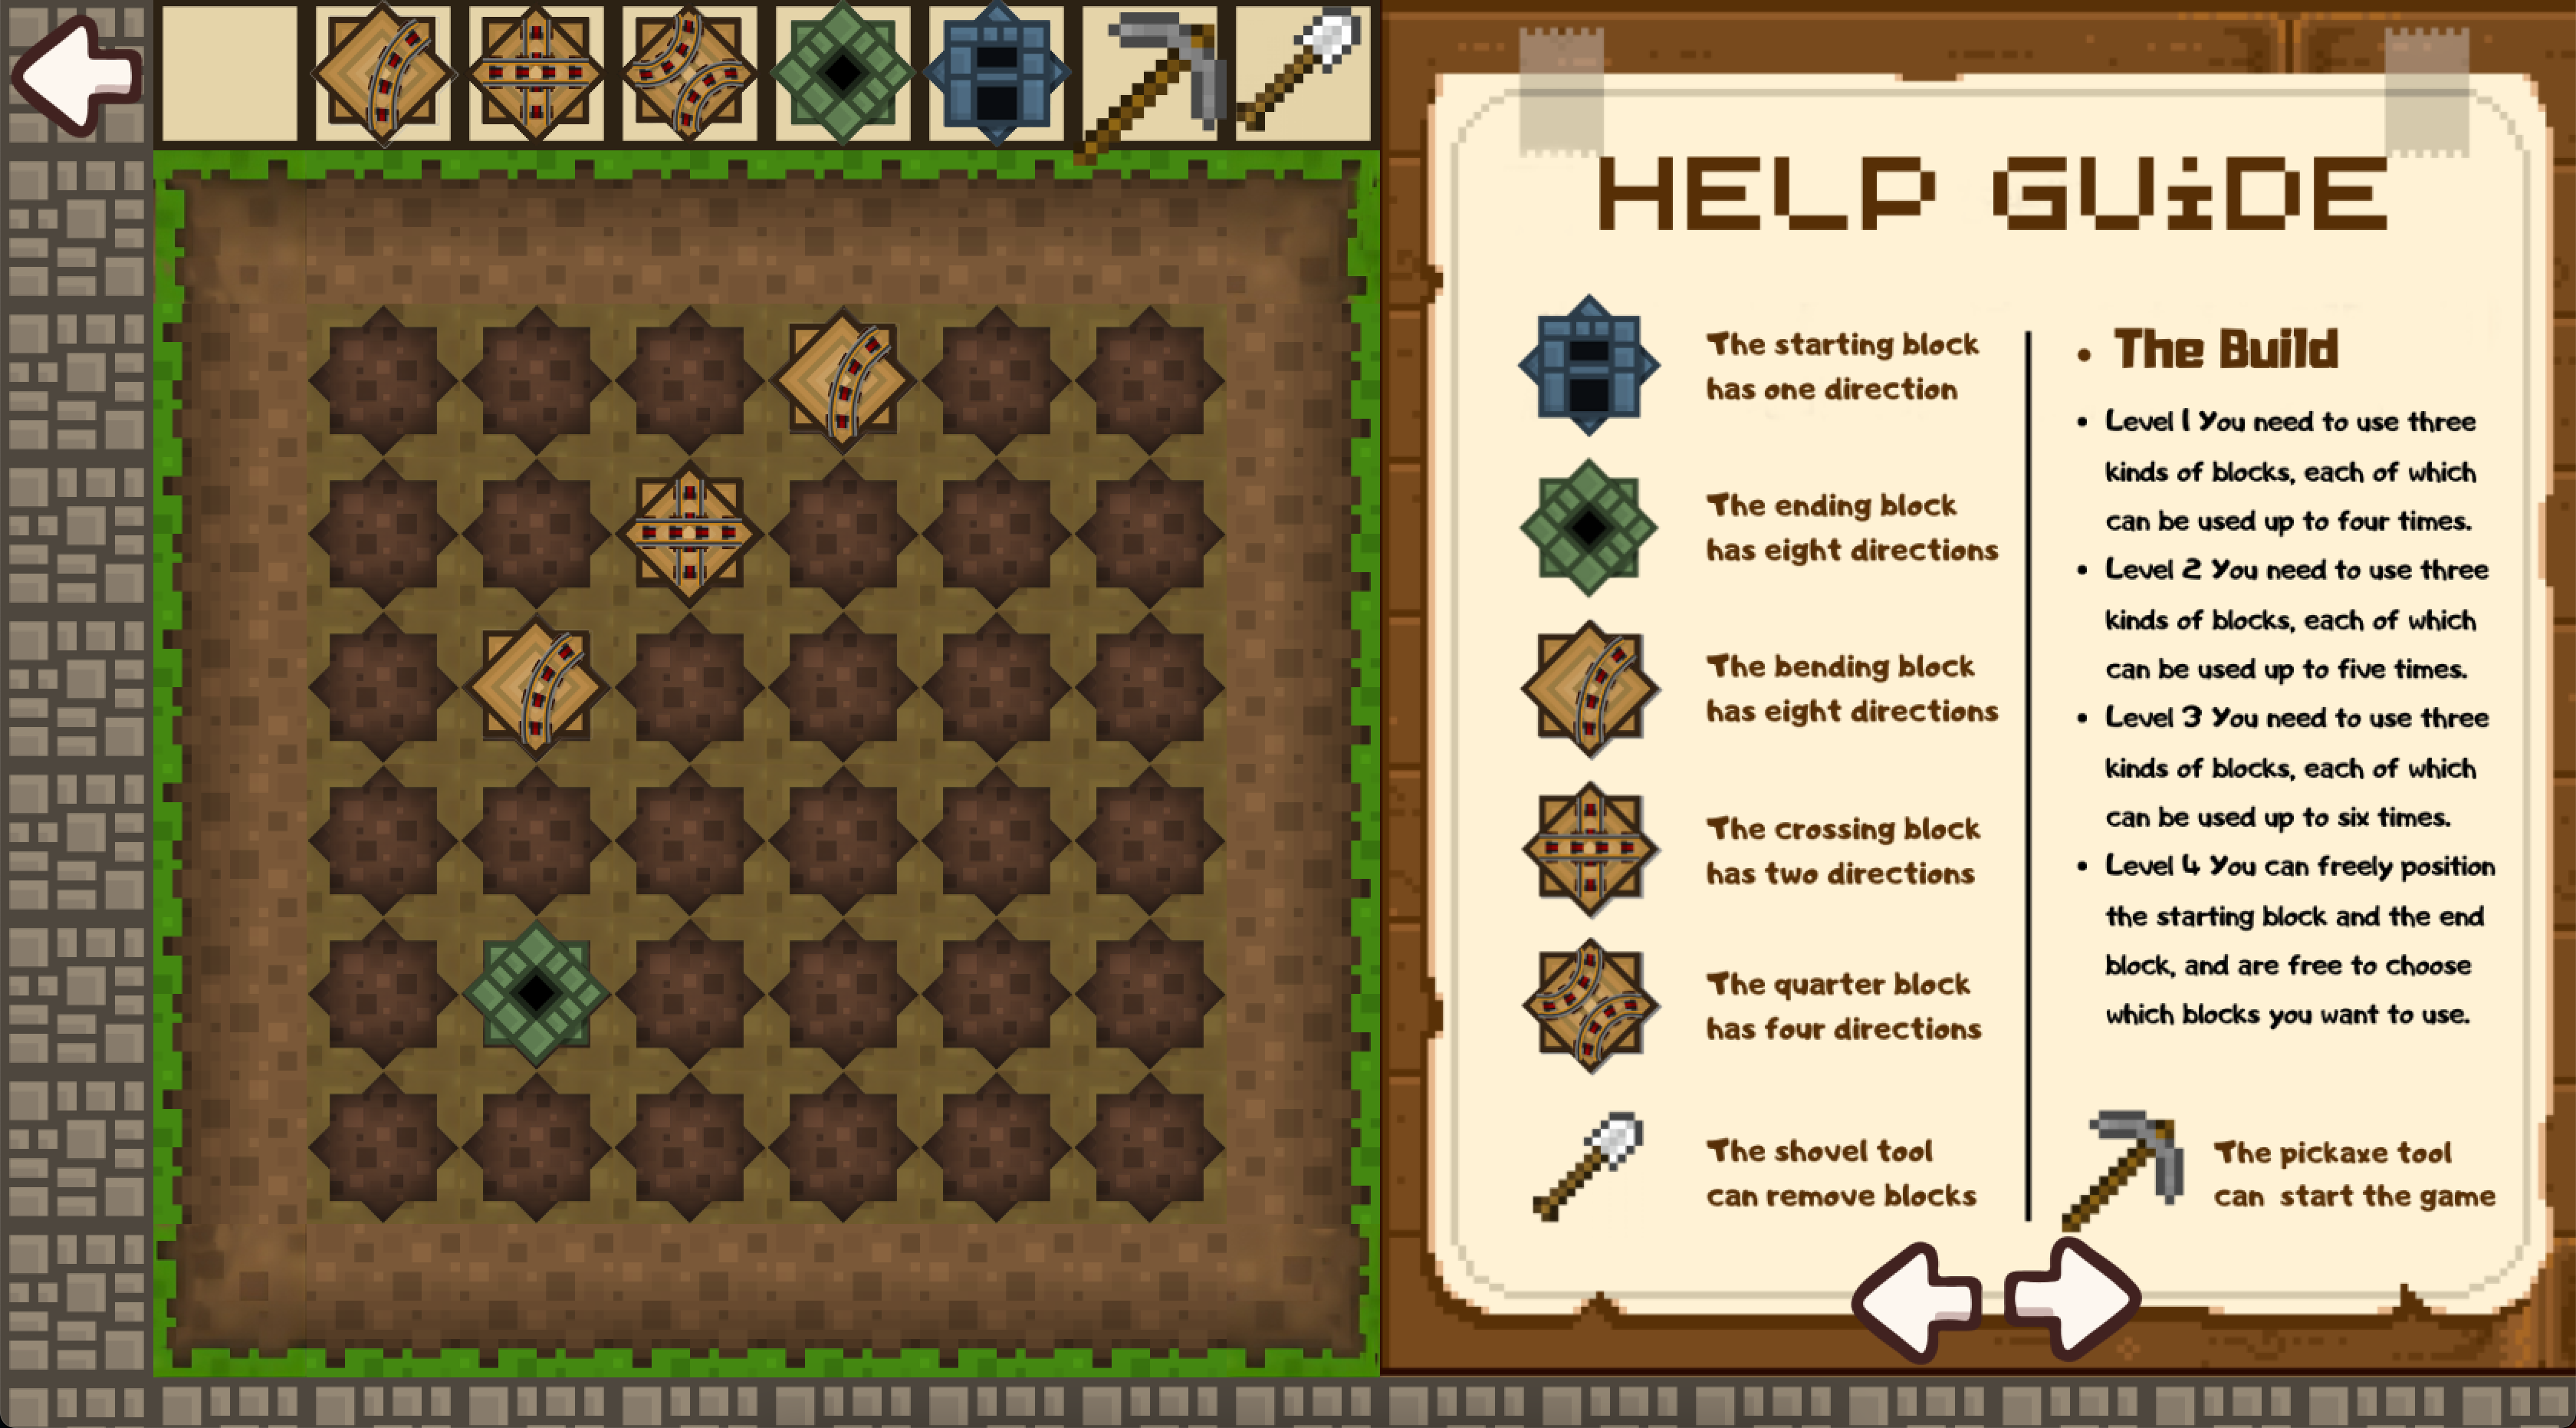 HELP GUiDE
The starting block
has one direction
The ending block
has eight directions
The bending block
has eight directions
The crossing block
has two directions
The quarter block
has four directions
The shovel tool
can remove blocks
• The Build
• Level 1 You need to use three
kinds of blocks, each of which
can be used up to four times.
• Level 2 You need to use three
kinds of blocks, each of which
can be used up to five times.
• Level 3 You need to use three
kinds of blocks, each of which
can be used up to six times.
• Level 4 You can freely position
the starting block and the end
block, and are free to choose
which blocks you want to use.
The pickaxe tool
can start the game